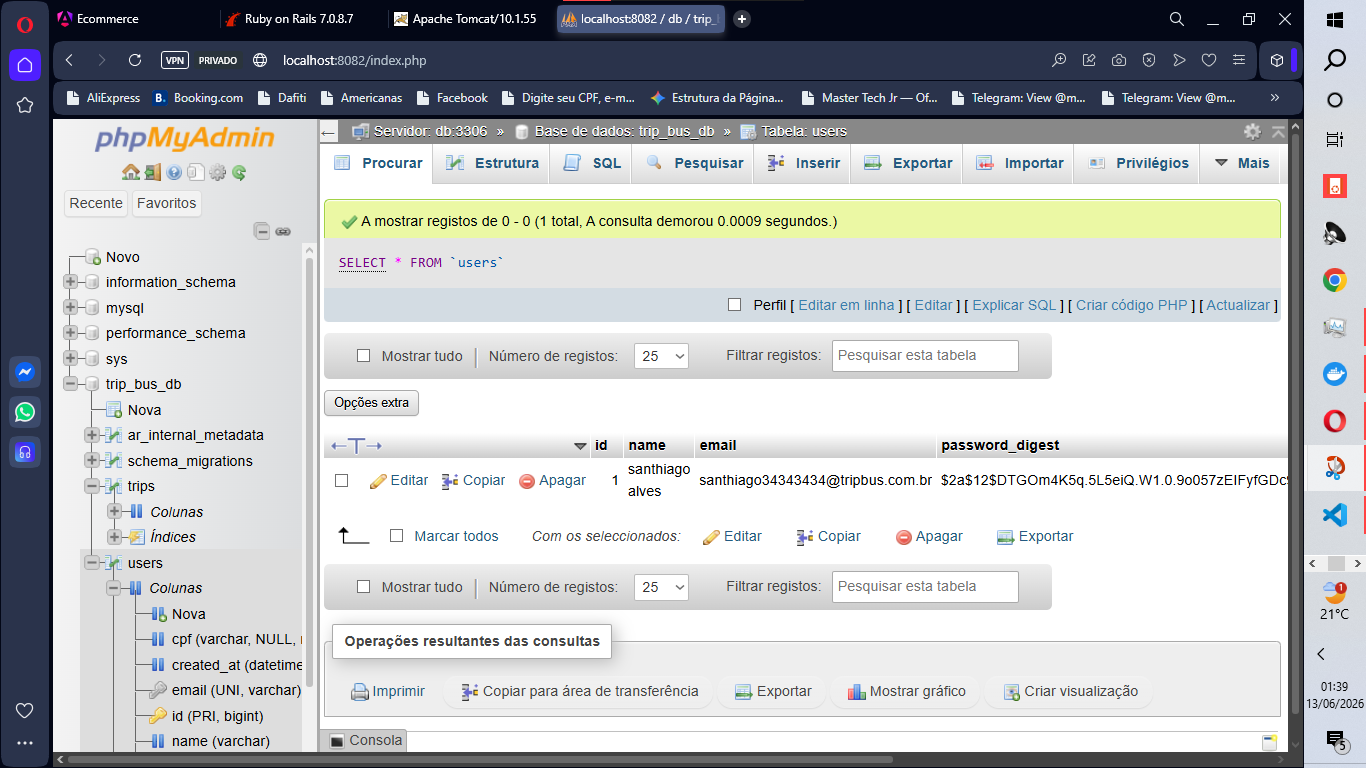 Ecommerce
Ruby on Rails 7.0.8.7
Apache Tomcat/10.1.55
localhost:8082 / db / trip_
VPN PRIVADO localhost:8082/index.php
AliExpress
B. Booking.com
Dafiti
Americanas
Facebook
Digite seu CPF, e-m...
Estrutura da Página...
Master Tech Jr — Of...
Telegram: View @m...
Telegram: View @m...
»
phpMyAdmin
Recente Favoritos
Novo
information_schema
mysql
performance_schema
sys
trip_bus_db
Nova
ar_internal_metadata
schema_migrations
trips
Colunas
Índices
users
Colunas
Nova
cpf (varchar, NULL,
created_at (datetime
email (UNI, varchar)
id (PRI, bigint)
name (varchar)
Servidor: db:3306 » Base de dados: trip_bus_db » Tabela: users
Procurar Estrutura SQL Pesquisar Inserir Exportar Importar Privilégios Mais
A mostrar registos de 0 - 0 (1 total, A consulta demorou 0.0009 segundos.)
SELECT * FROM `users`
Perfil [ Editar em linha ] [ Editar ] [ Explicar SQL ] [ Criar código PHP ] [ Actualizar ]
Mostrar tudo Número de registos: 25 Filtrar registos: Pesquisar esta tabela
Opções extra
id name email password_digest
Editar Copiar Apagar 1 santhiago alves santhiago34343434@tripbus.com.br $2a$12$DTGOm4K5q.5L5eiQ.W1.0.9o057zEIFyfGDc
Marcar todos Com os seleccionados: Editar Copiar Apagar Exportar
Mostrar tudo Número de registos: 25 Filtrar registos: Pesquisar esta tabela
Operações resultantes das consultas
Imprimir Copiar para área de transferência Exportar Mostrar gráfico Criar visualização
Consola
1
21°C
01:39
13/06/2026
5